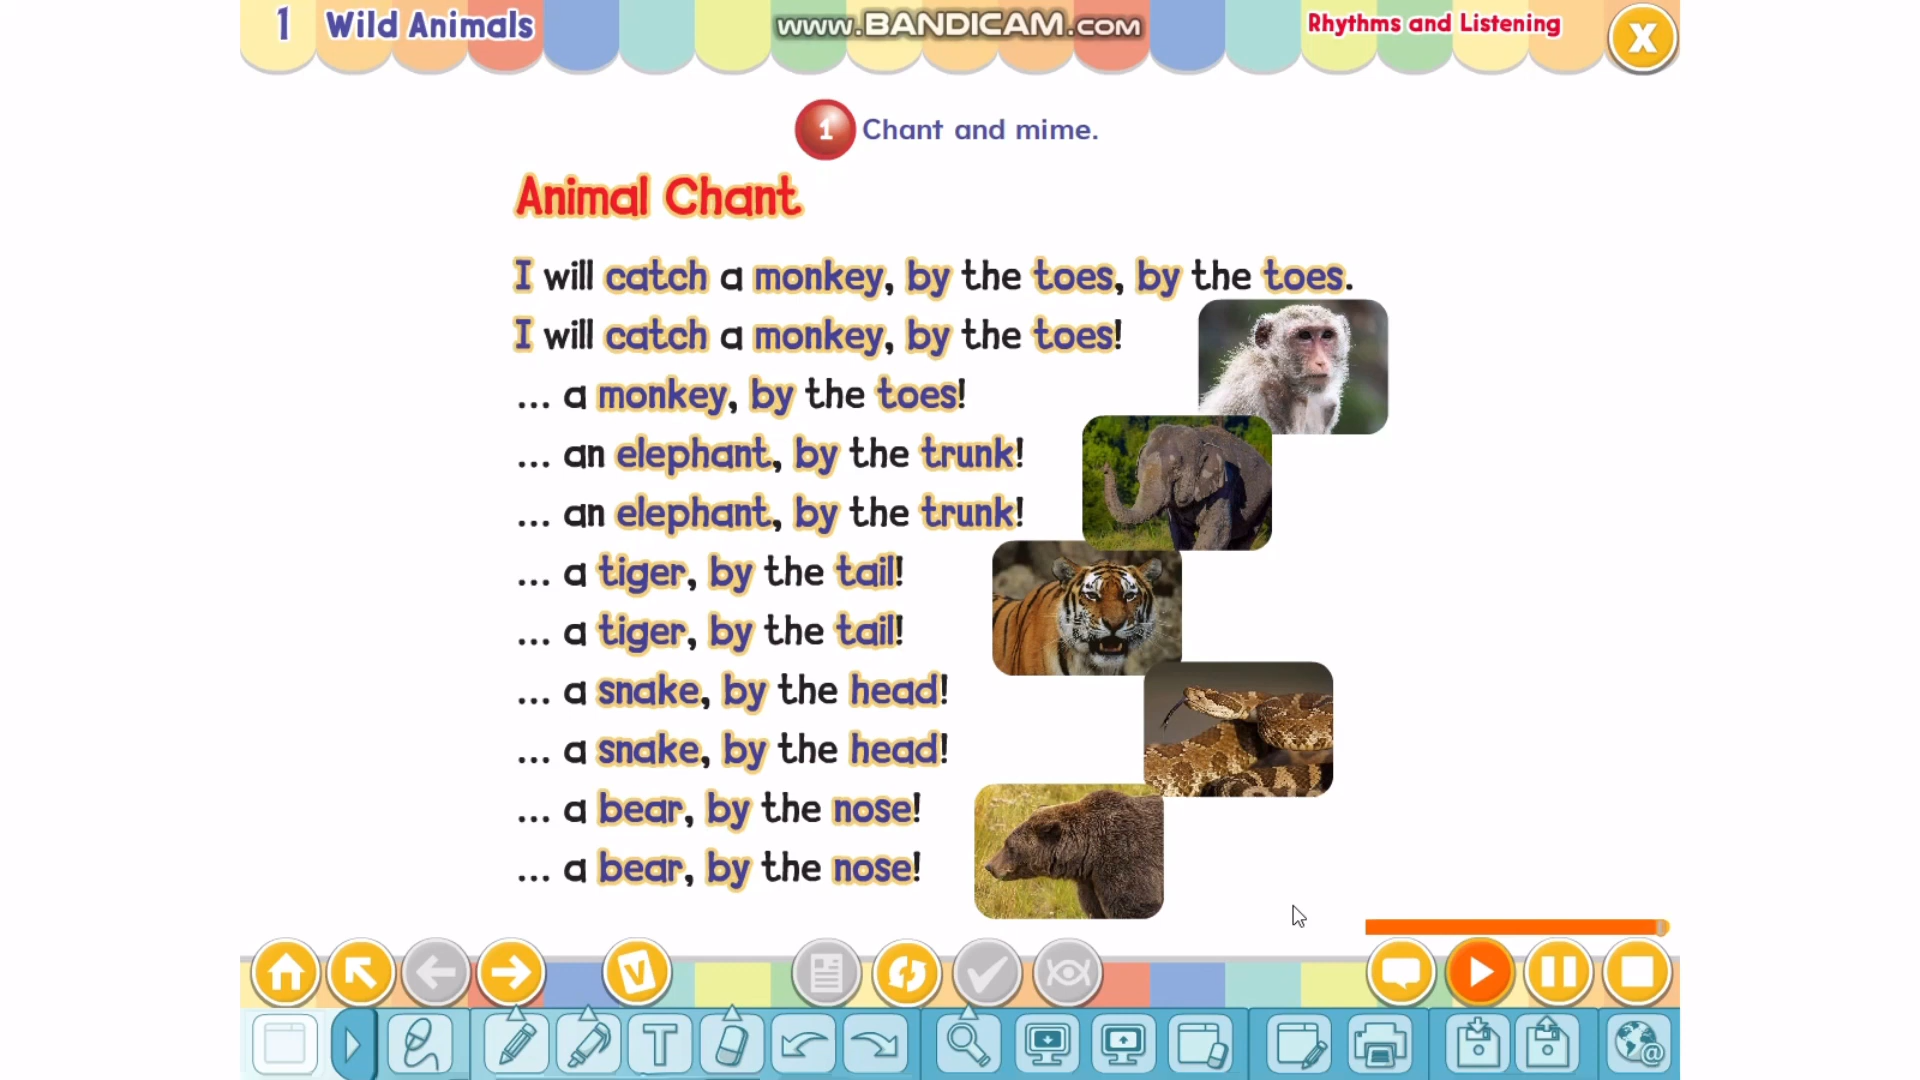 1 Wild Animals
www.BANDICAM.com
Rhythms and Listening
X
1 Chant and mime.
Animal Chant
I will catch a monkey, by the toes, by the toes.
I will catch a monkey, by the toes!
... a monkey, by the toes!
... an elephant, by the trunk!
... an elephant, by the trunk!
... a tiger, by the tail!
... a tiger, by the tail!
... a snake, by the head!
... a snake, by the head!
... a bear, by the nose!
... a bear, by the nose!
V
T
@